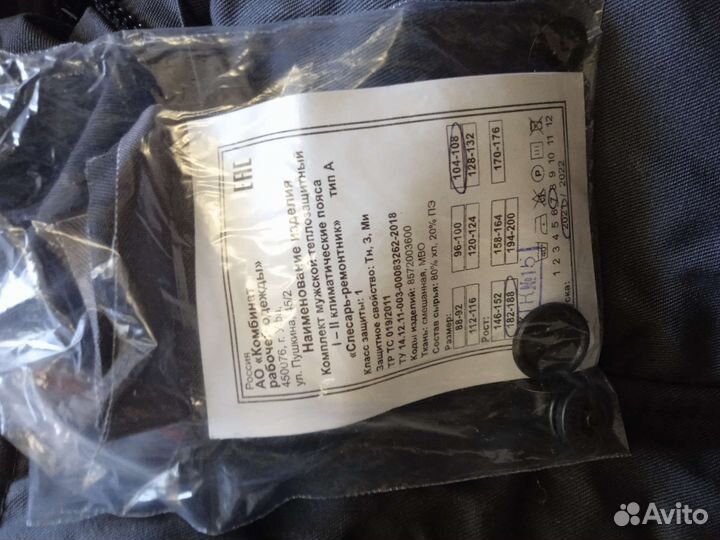 ЕАС
Россия
АО «Комбинат
рабочей одежды»
450076, г.
ул. Пушкина, 45/2
Наименование изделия
Комплект мужской теплозащитный
I – II климатические пояса
«Слесарь-ремонтник» тип А
Класс защиты: 1
Защитное свойство: Тн, З, Ми
ТР ТС 019/2011
ТУ 14.12.11-003-00083262-2018
Коды изделий: 8572003600
Ткань: смешанная, МВО
Состав сырья: 80% хл, 20% ПЭ
Размер:
88-92 96-100 104-108
112-116 120-124 128-132
Рост:
146-152 158-164 170-176
182-188 194-200
1 2 3 4 5 6 7 8 9 10 11 12
2021 2022
Avito